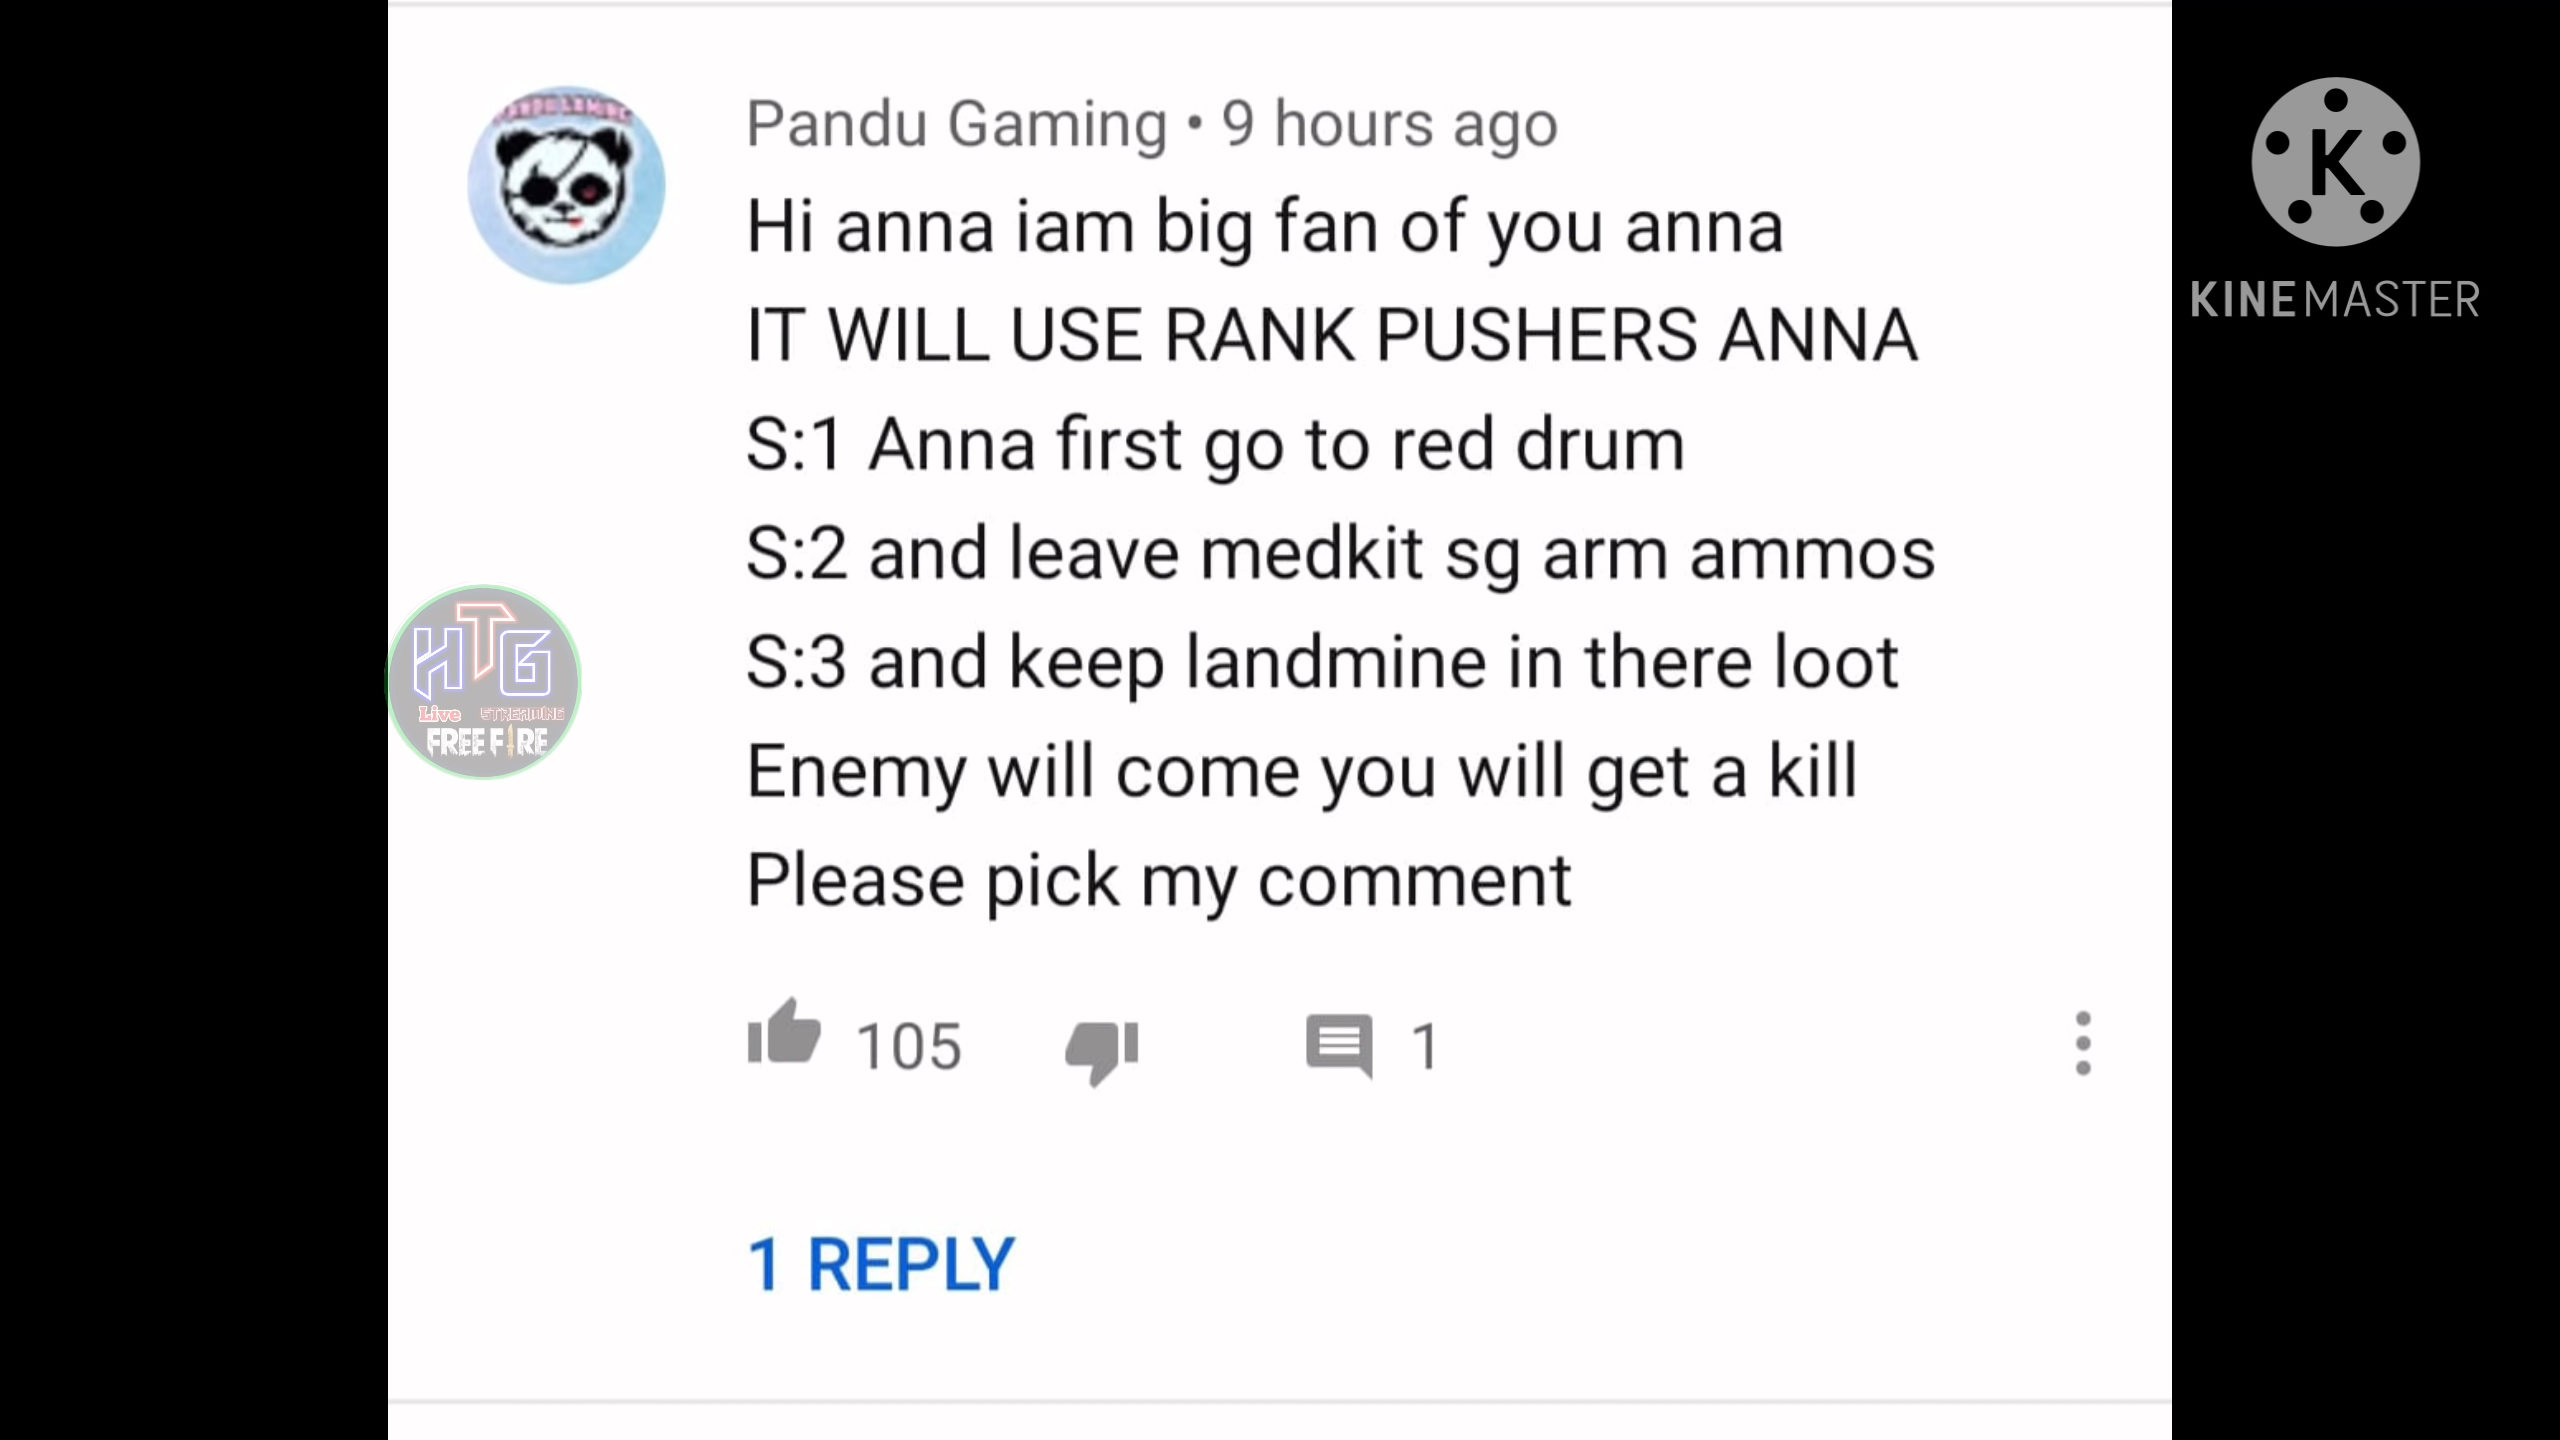 PANDU GAMING
Pandu Gaming • 9 hours ago
Hi anna iam big fan of you anna
IT WILL USE RANK PUSHERS ANNA
S:1 Anna first go to red drum
S:2 and leave medkit sg arm ammos
S:3 and keep landmine in there loot
Enemy will come you will get a kill
Please pick my comment
105
1
1 REPLY
HTG
Live STREAMING
FREE FIRE
K
KINEMASTER